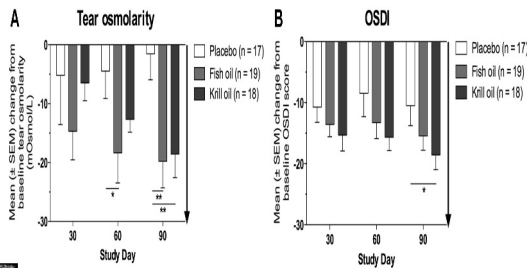 A
Tear osmolarity
Mean (± SEM) change from
baseline tear osmolarity
(mOsmol/L)
0
-10
-20
-30
30
60
90
Study Day
*
**
**
Placebo (n = 17)
Fish oil (n = 19)
Krill oil (n = 18)
B
OSDI
Mean (± SEM) change from
baseline OSDI score
0
-10
-20
-30
30
60
90
Study Day
*
Placebo (n = 17)
Fish oil (n = 19)
Krill oil (n = 18)